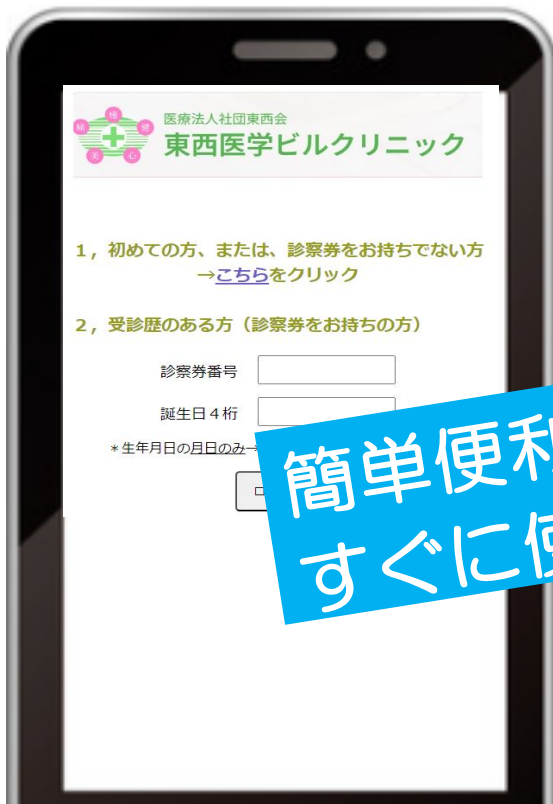 医療法人社団東西会
東西医学ビルクリニック
1，初めての方、または、診察券をお持ちでない方
→こちらをクリック
2，受診歴のある方（診察券をお持ちの方）
診察券番号
誕生日４桁
＊生年月日の月日のみ→
簡単便利
すぐに使